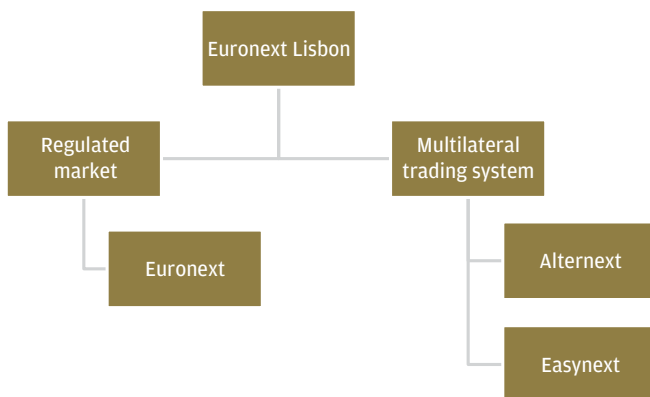 Euronext Lisbon
Regulated
market
Multilateral
trading system
Euronext
Alternext
Easynext